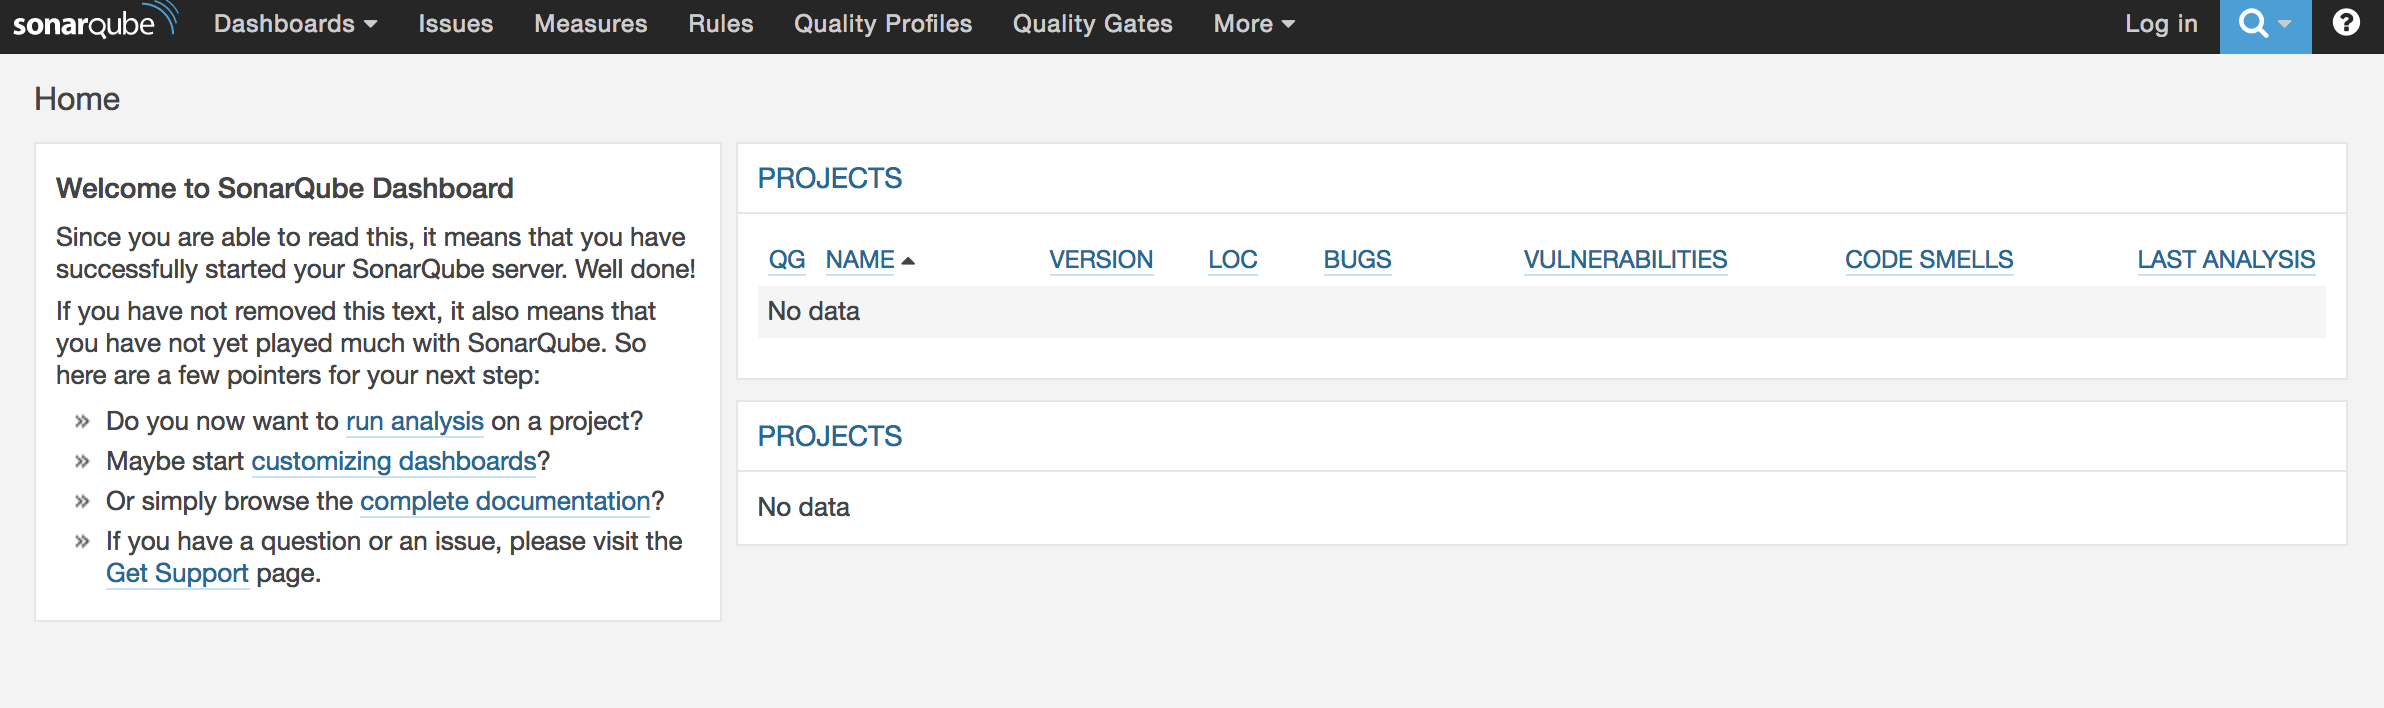 sonarqube Dashboards Issues Measures Rules Quality Profiles Quality Gates More Log in ?
Home
Welcome to SonarQube Dashboard
Since you are able to read this, it means that you have
successfully started your SonarQube server. Well done!
If you have not removed this text, it also means that
you have not yet played much with SonarQube. So
here are a few pointers for your next step:
» Do you now want to run analysis on a project?
» Maybe start customizing dashboards?
» Or simply browse the complete documentation?
» If you have a question or an issue, please visit the
Get Support page.
PROJECTS
QG NAME VERSION LOC BUGS VULNERABILITIES CODE SMELLS LAST ANALYSIS
No data
PROJECTS
No data